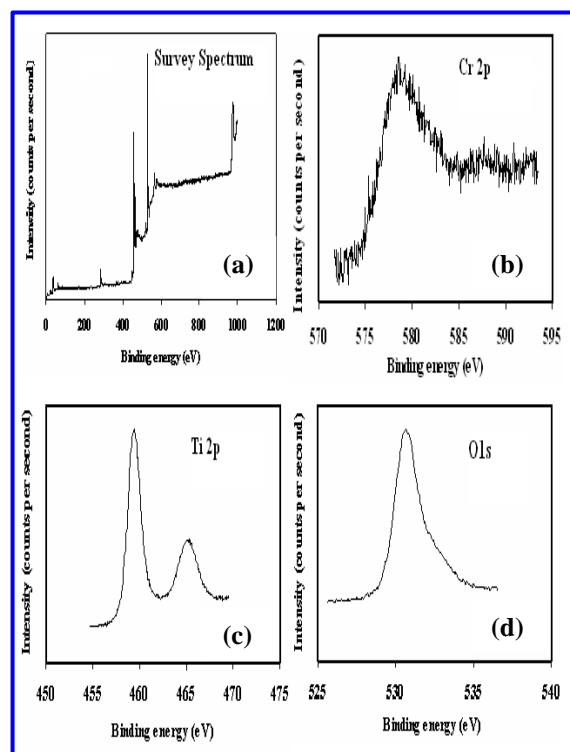 Survey Spectrum
Intensity (counts per second)
(a)
0 200 400 600 800 1000 1200
Binding energy (eV)
Cr 2p
Intensity (counts per second)
(b)
570 575 580 585 590 595
Binding energy (eV)
Ti 2p
Intensity (counts per second)
(c)
450 455 460 465 470 475
Binding energy (eV)
O1s
Intensity (counts per second)
(d)
525 530 535 540
Binding energy (eV)